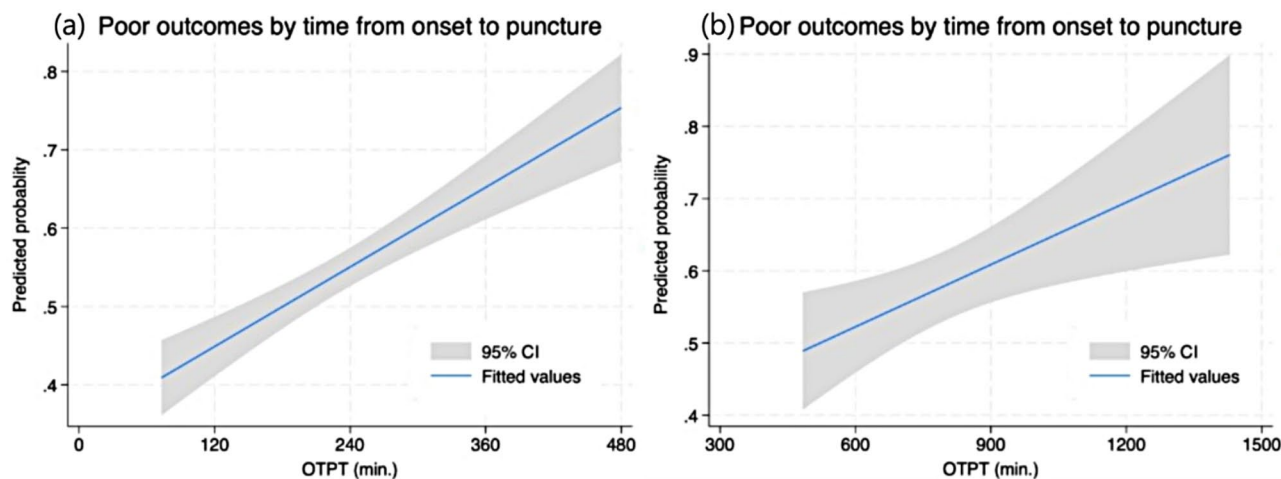 (a) Poor outcomes by time from onset to puncture
Predicted probablity
.8
.7
.6
.5
.4
95% CI
Fitted values
0 120 240 360 480
OTPT (min.)
(b) Poor outcomes by time from onset to puncture
Predicted probability
.9
.8
.7
.6
.5
.4
95% CI
Fitted values
300 600 900 1200 1500
OTPT (min.)